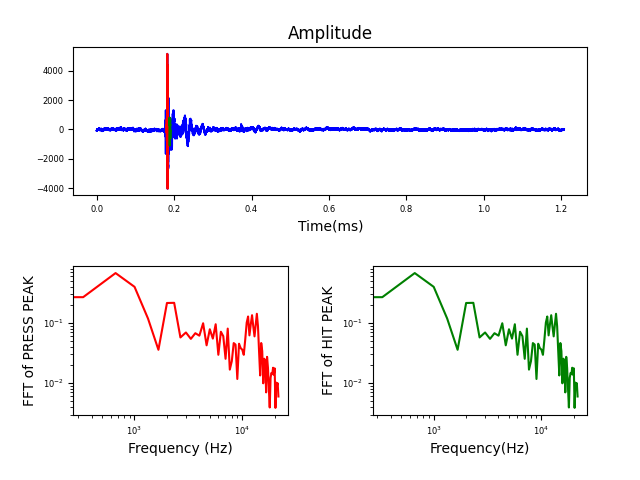 Amplitude
4000
2000
0
−2000
−4000
0.0 0.2 0.4 0.6 0.8 1.0 1.2
Time(ms)
FFT of PRESS PEAK
10⁻¹
10⁻²
10³ 10⁴
Frequency (Hz)
FFT of HIT PEAK
10⁻¹
10⁻²
10³ 10⁴
Frequency(Hz)